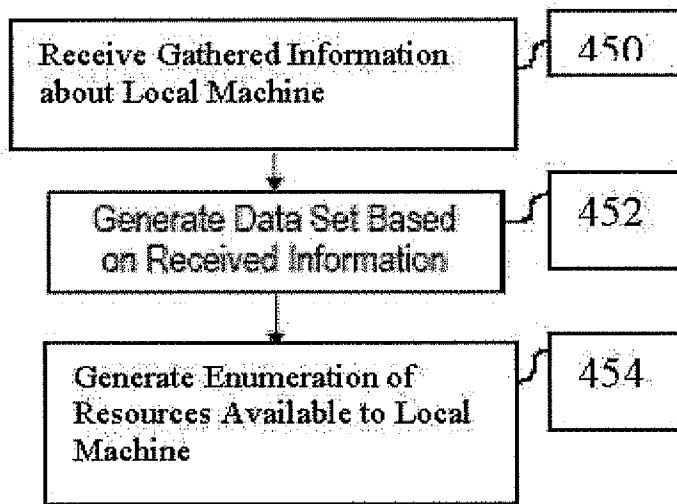 Receive Gathered Information
about Local Machine
450
Generate Data Set Based
on Received Information
452
Generate Enumeration of
Resources Available to Local
Machine
454